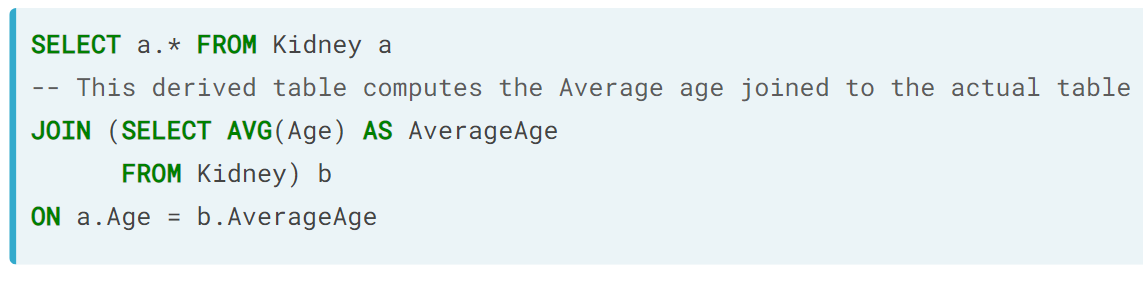 SELECT a.* FROM Kidney a
-- This derived table computes the Average age joined to the actual table
JOIN (SELECT AVG(Age) AS AverageAge
FROM Kidney) b
ON a.Age = b.AverageAge